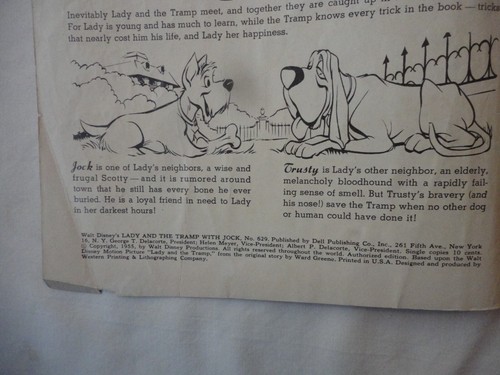 Inevitably Lady and the Tramp meet, and together they are caught up in
For Lady is young and has much to learn, while the Tramp knows every trick in the book — tricks
that nearly cost him his life, and Lady her happiness.
Jock is one of Lady's neighbors, a wise and
frugal Scotty — and it is rumored around
town that he still has every bone he ever
buried. He is a loyal friend in need to Lady
in her darkest hours!
Trusty is Lady's other neighbor, an elderly,
melancholy bloodhound with a rapidly fail-
ing sense of smell. But Trusty's bravery (and
his nose!) save the Tramp when no other dog
or human could have done it!
Walt Disney's LADY AND THE TRAMP WITH JOCK, No. 629, Published by Dell Publishing Co., Inc., 261 Fifth Ave., New York
16, N. Y. George T. Delacorte, President; Helen Meyer, Vice-President; Albert P. Delacorte, Vice-President. Single copies 10 cents.
© Copyright, 1955, by Walt Disney Productions. All rights reserved throughout the world. Authorized edition. Based upon the Walt
Disney Motion Picture "Lady and the Tramp," from the original story by Ward Greene. Printed in U.S.A. Designed and produced by
Western Printing & Lithographing Company.